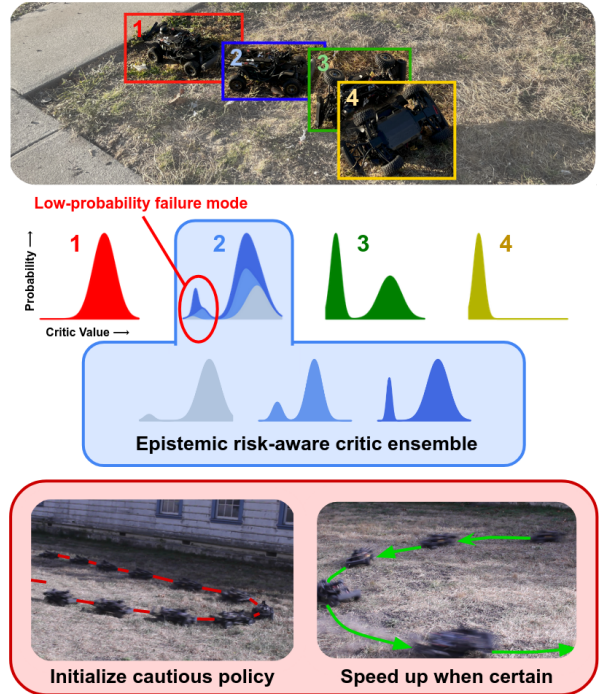 1
2
3
4
Low-probability failure mode
1
2
3
4
Probability
Critic Value
Epistemic risk-aware critic ensemble
Initialize cautious policy
Speed up when certain